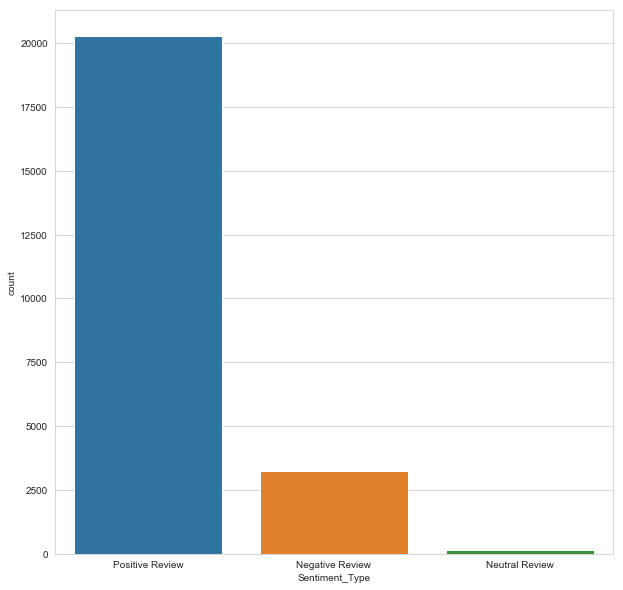 20000
17500
15000
12500
10000
7500
5000
2500
0
count
Positive Review
Negative Review
Neutral Review
Sentiment_Type